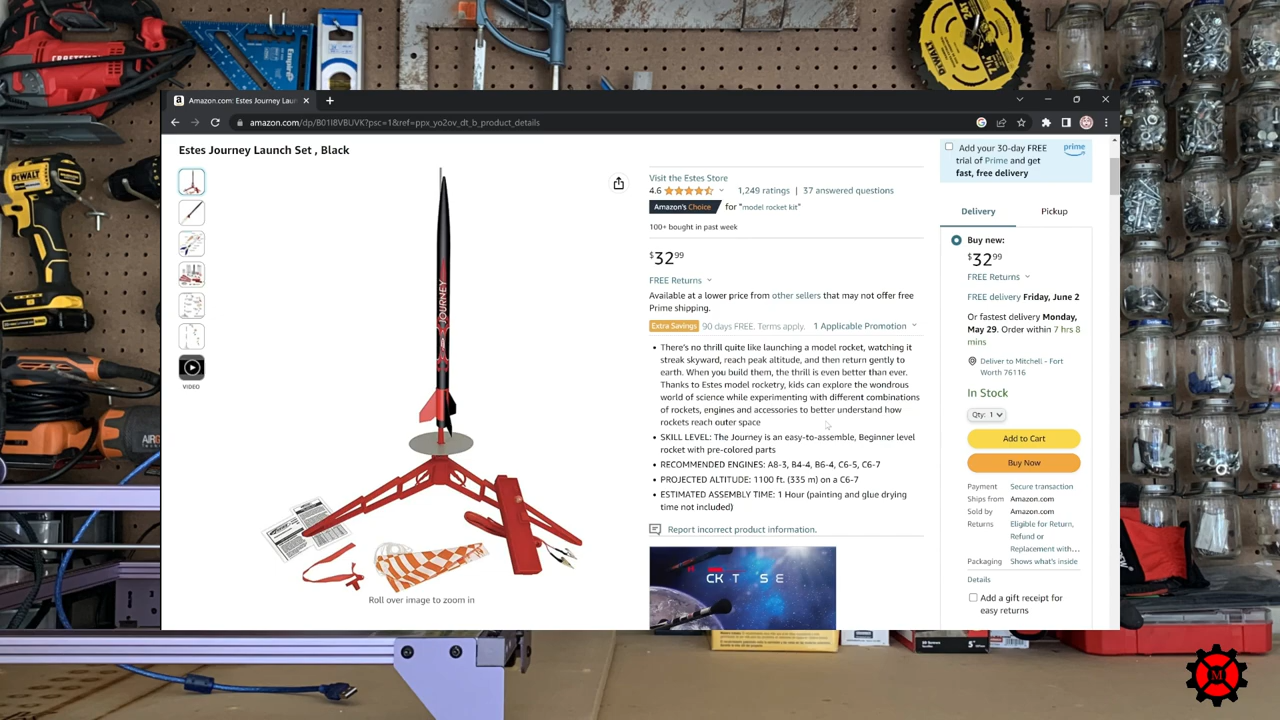 CRAFTSMAN
Empire
DEWALT
Amazon.com: Estes Journey Lau
amazon.com/dp/B01I8VBUVK?psc=1&ref=ppx_yo2ov_dt_b_product_details
Estes Journey Launch Set , Black
JOURNEY
VIDEO
Roll over image to zoom in
Visit the Estes Store
4.6
1,249 ratings | 37 answered questions
Amazon's Choice for "model rocket kit"
100+ bought in past week
$32 99
FREE Returns
Available at a lower price from other sellers that may not offer free
Prime shipping.
Extra Savings 90 days FREE. Terms apply. 1 Applicable Promotion
• There's no thrill quite like launching a model rocket, watching it
streak skyward, reach peak altitude, and then return gently to
earth. When you build them, the thrill is even better than ever.
Thanks to Estes model rocketry, kids can explore the wondrous
world of science while experimenting with different combinations
of rockets, engines and accessories to better understand how
rockets reach outer space
• SKILL LEVEL: The Journey is an easy-to-assemble, Beginner level
rocket with pre-colored parts
• RECOMMENDED ENGINES: A8-3, B4-4, B6-4, C6-5, C6-7
• PROJECTED ALTITUDE: 1100 ft. (335 m) on a C6-7
• ESTIMATED ASSEMBLY TIME: 1 Hour (painting and glue drying
time not included)
Report incorrect product information.
CK T S E
Add your 30-day FREE
trial of Prime and get
fast, free delivery
prime
Delivery
Pickup
Buy new:
$32 99
FREE Returns
FREE delivery Friday, June 2
Or fastest delivery Monday,
May 29. Order within 7 hrs 8
mins
Deliver to Mitchell - Fort
Worth 76116
In Stock
Qty: 1
Add to Cart
Buy Now
Payment Secure transaction
Ships from Amazon.com
Sold by Amazon.com
Returns Eligible for Return,
Refund or
Replacement with...
Packaging Shows what's inside
Details
Add a gift receipt for
easy returns
DEWALT
M